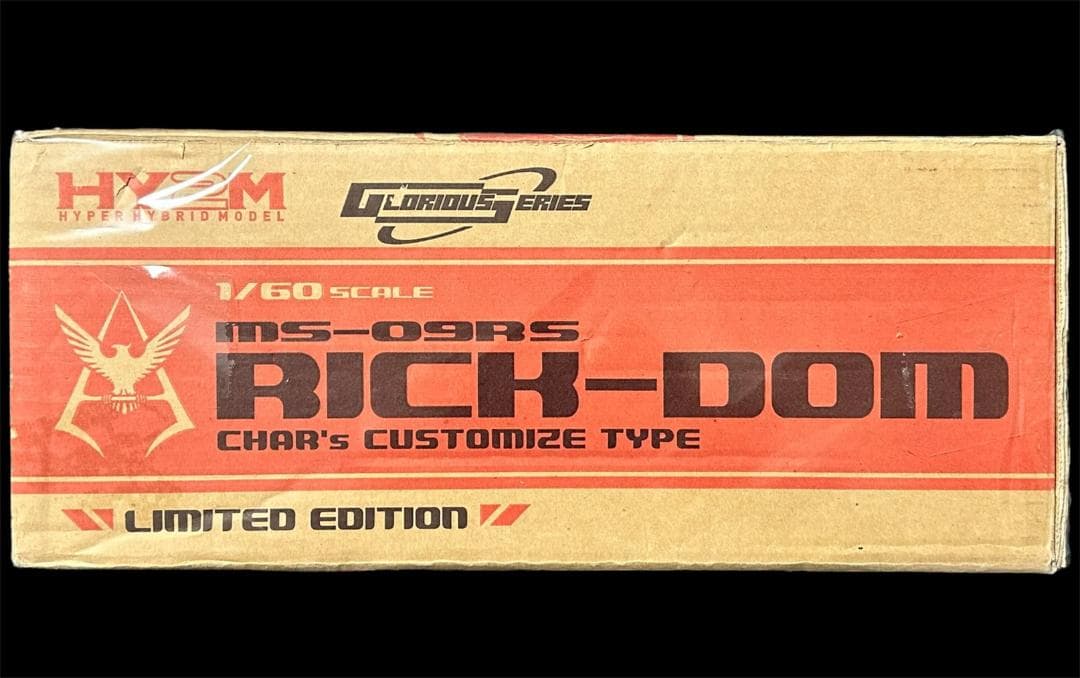 HY2M
HYPER HYBRID MODEL
GLORIOUS SERIES
1/60 SCALE
MS-09RS
RICK-DOM
CHAR's CUSTOMIZE TYPE
LIMITED EDITION